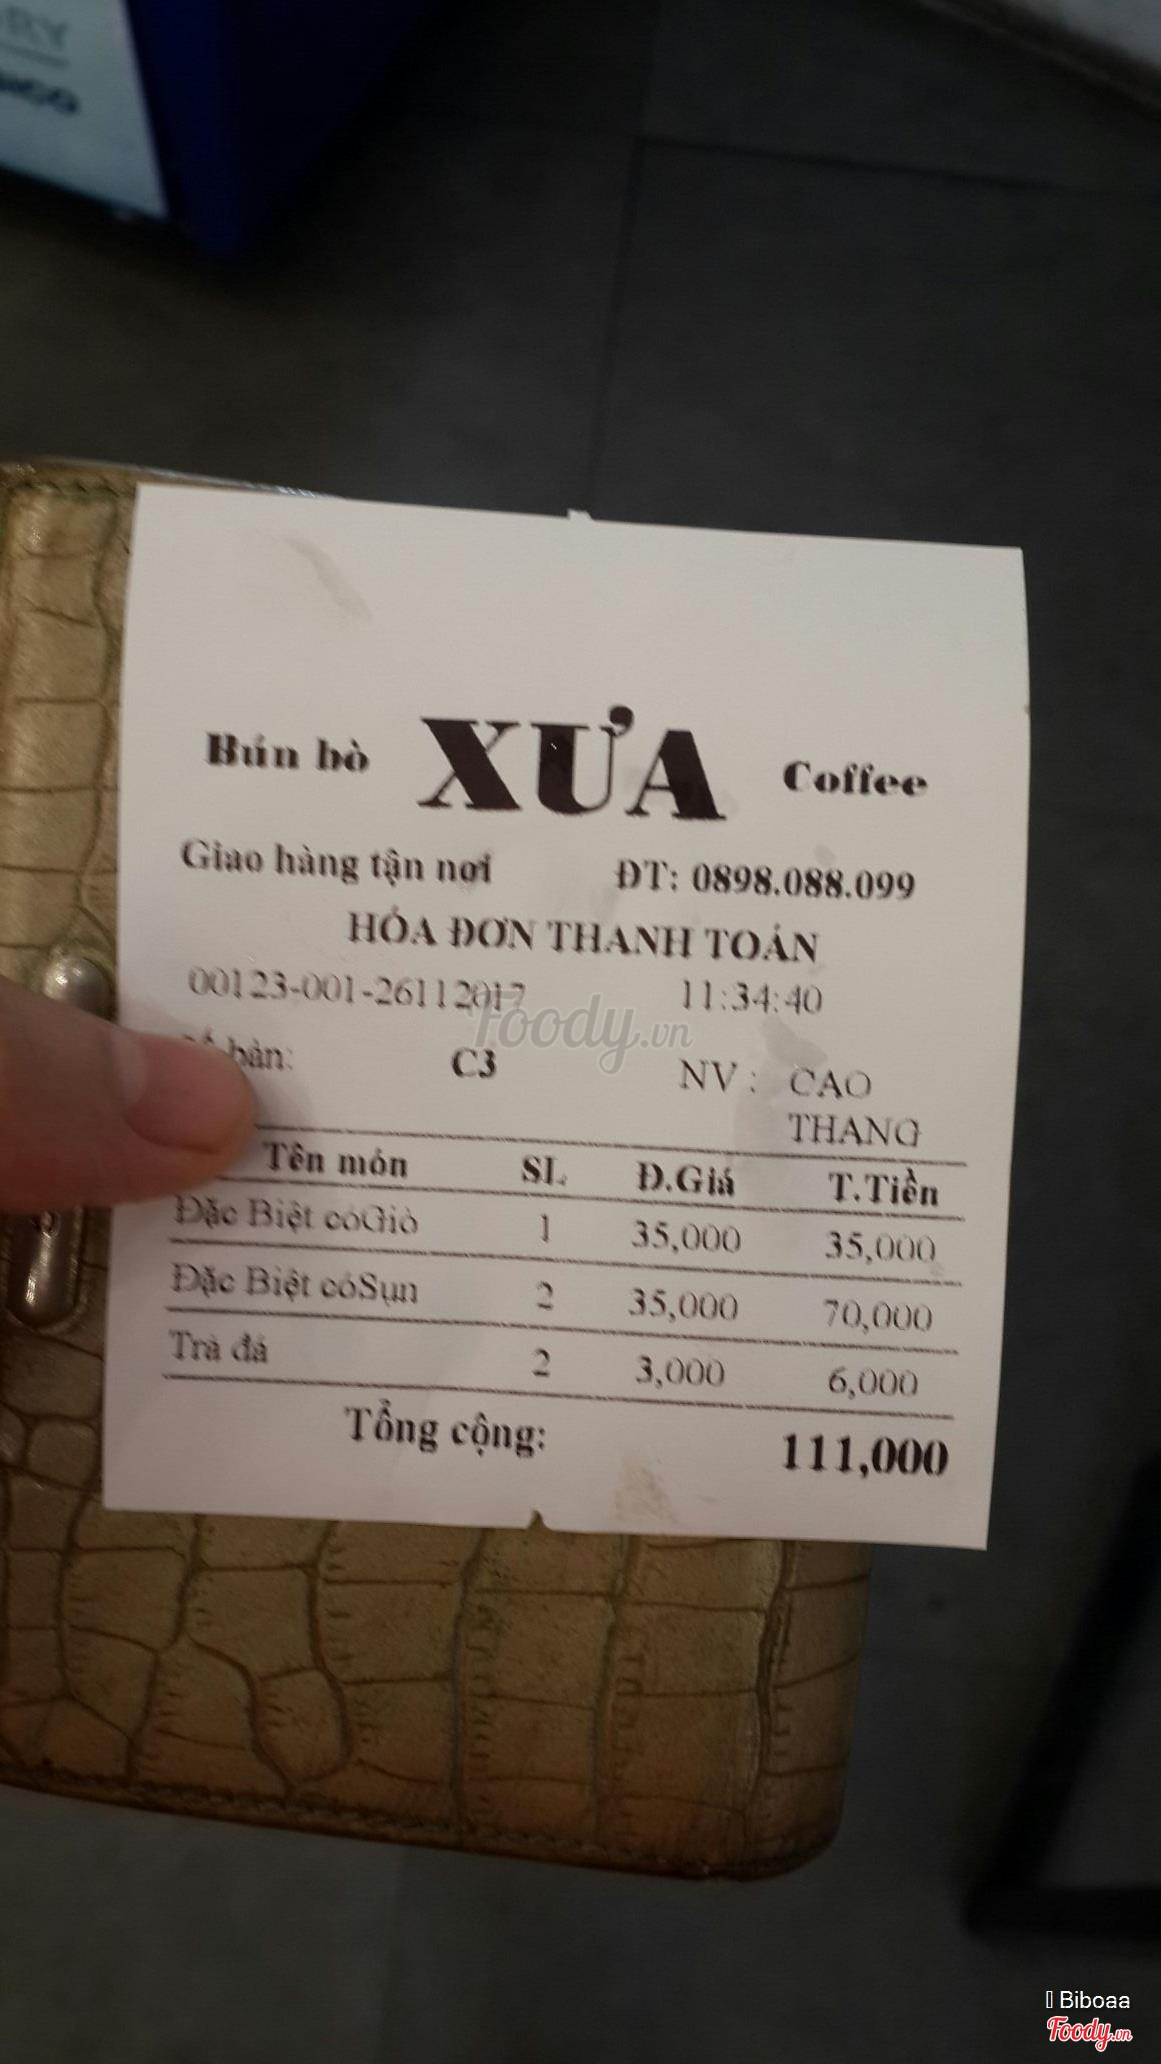 Bún bò XƯA Coffee
Giao hàng tận nơi ĐT: 0898.088.099
HÓA ĐƠN THANH TOÁN
00123-001-26112017 11:34:40
bàn: C3 NV : CAO
THANG
Tên món SL Đ.Giá T.Tiền
Đặc Biệt cóGiò 1 35,000 35,000
Đặc Biệt cóSụn 2 35,000 70,000
Trà đá 2 3,000 6,000
Tổng cộng: 111,000
Foody.vn
Biboaa
Foody.vn